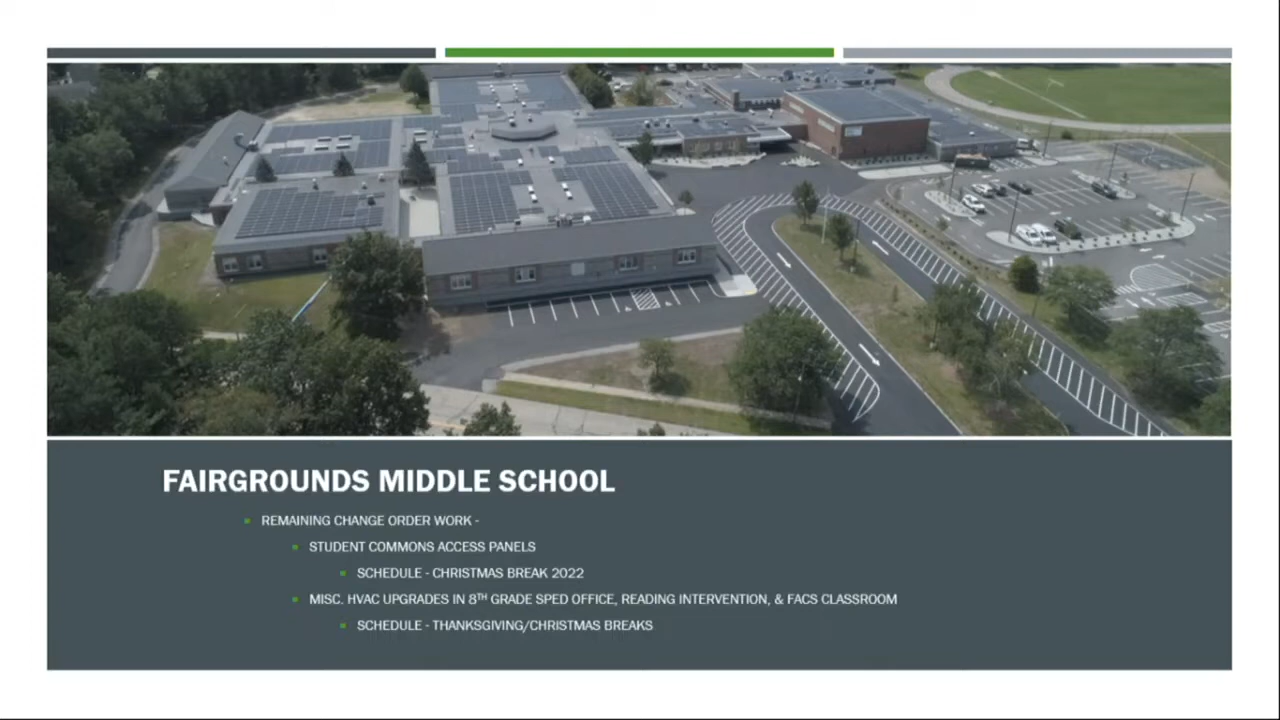 FAIRGROUNDS MIDDLE SCHOOL
REMAINING CHANGE ORDER WORK -
STUDENT COMMONS ACCESS PANELS
SCHEDULE - CHRISTMAS BREAK 2022
MISC. HVAC UPGRADES IN 8TH GRADE SPED OFFICE, READING INTERVENTION, & FACS CLASSROOM
SCHEDULE - THANKSGIVING/CHRISTMAS BREAKS